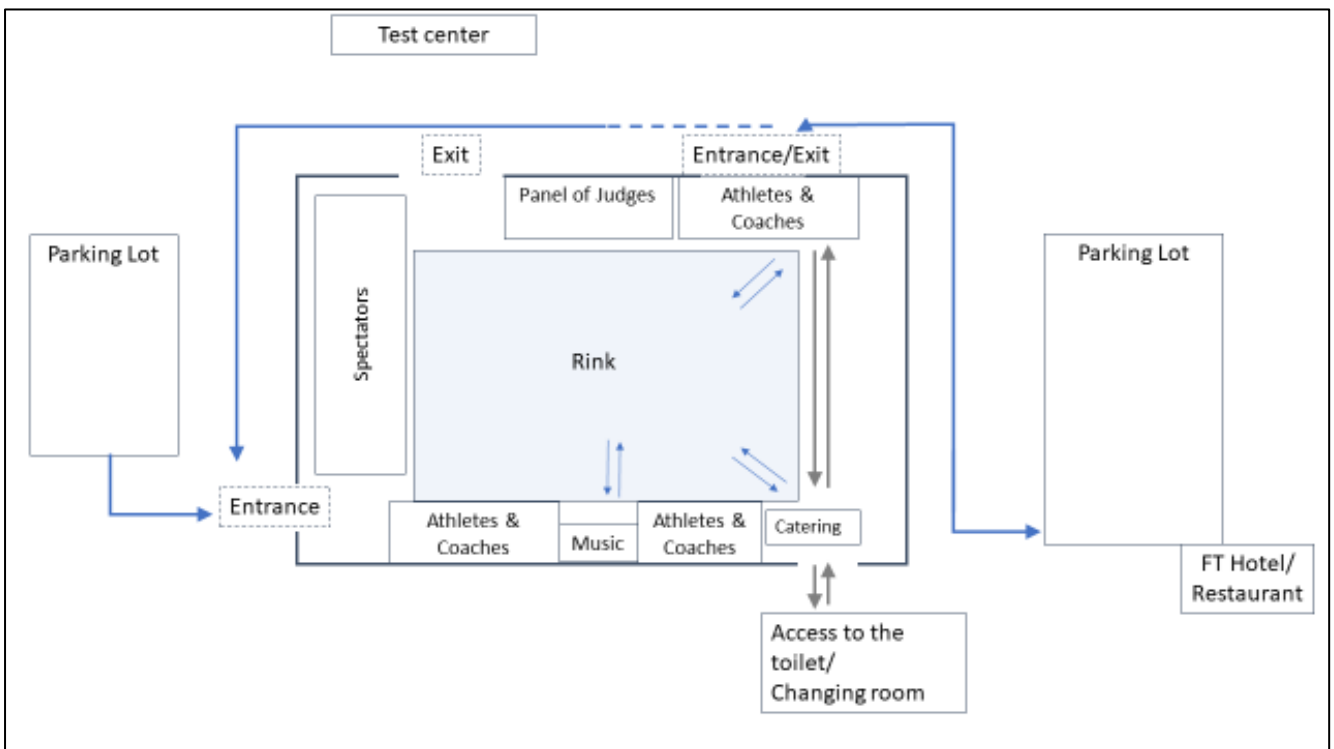 Test center
Exit
Entrance/Exit
Panel of Judges
Athletes &
Coaches
Parking Lot
Parking Lot
Spectators
Rink
Entrance
Athletes &
Coaches
Music
Athletes &
Coaches
Catering
FT Hotel/
Restaurant
Access to the
toilet/
Changing room